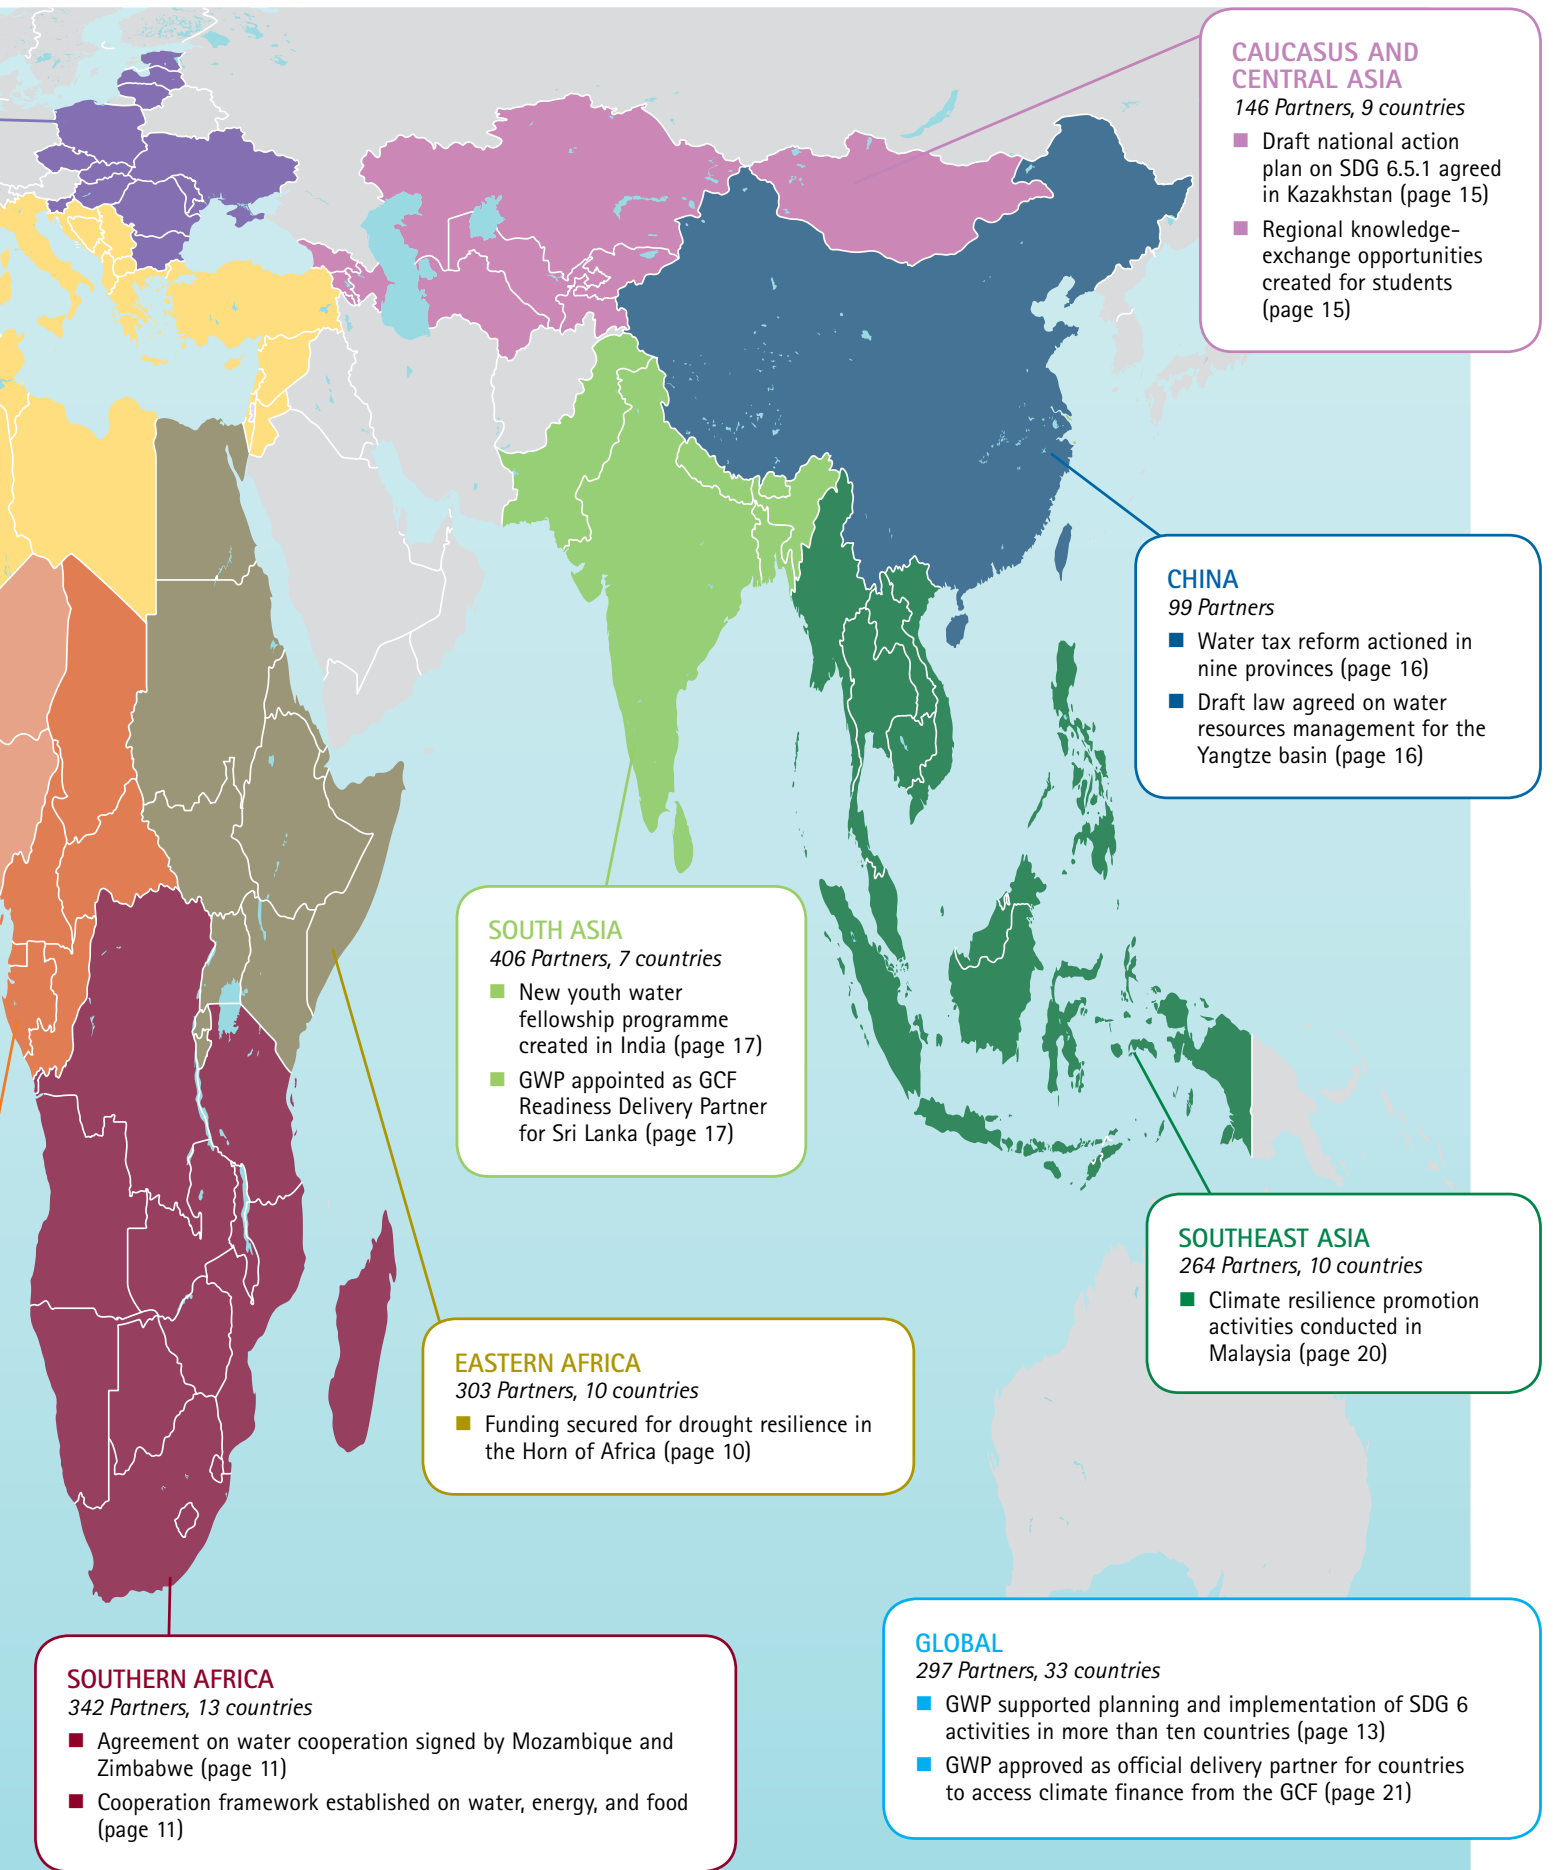 CAUCASUS AND
CENTRAL ASIA
146 Partners, 9 countries
■ Draft national action
plan on SDG 6.5.1 agreed
in Kazakhstan (page 15)
■ Regional knowledge-
exchange opportunities
created for students
(page 15)
CHINA
99 Partners
■ Water tax reform actioned in
nine provinces (page 16)
■ Draft law agreed on water
resources management for the
Yangtze basin (page 16)
SOUTH ASIA
406 Partners, 7 countries
■ New youth water
fellowship programme
created in India (page 17)
■ GWP appointed as GCF
Readiness Delivery Partner
for Sri Lanka (page 17)
SOUTHEAST ASIA
264 Partners, 10 countries
■ Climate resilience promotion
activities conducted in
Malaysia (page 20)
EASTERN AFRICA
303 Partners, 10 countries
■ Funding secured for drought resilience in
the Horn of Africa (page 10)
SOUTHERN AFRICA
342 Partners, 13 countries
■ Agreement on water cooperation signed by Mozambique and
Zimbabwe (page 11)
■ Cooperation framework established on water, energy, and food
(page 11)
GLOBAL
297 Partners, 33 countries
■ GWP supported planning and implementation of SDG 6
activities in more than ten countries (page 13)
■ GWP approved as official delivery partner for countries
to access climate finance from the GCF (page 21)